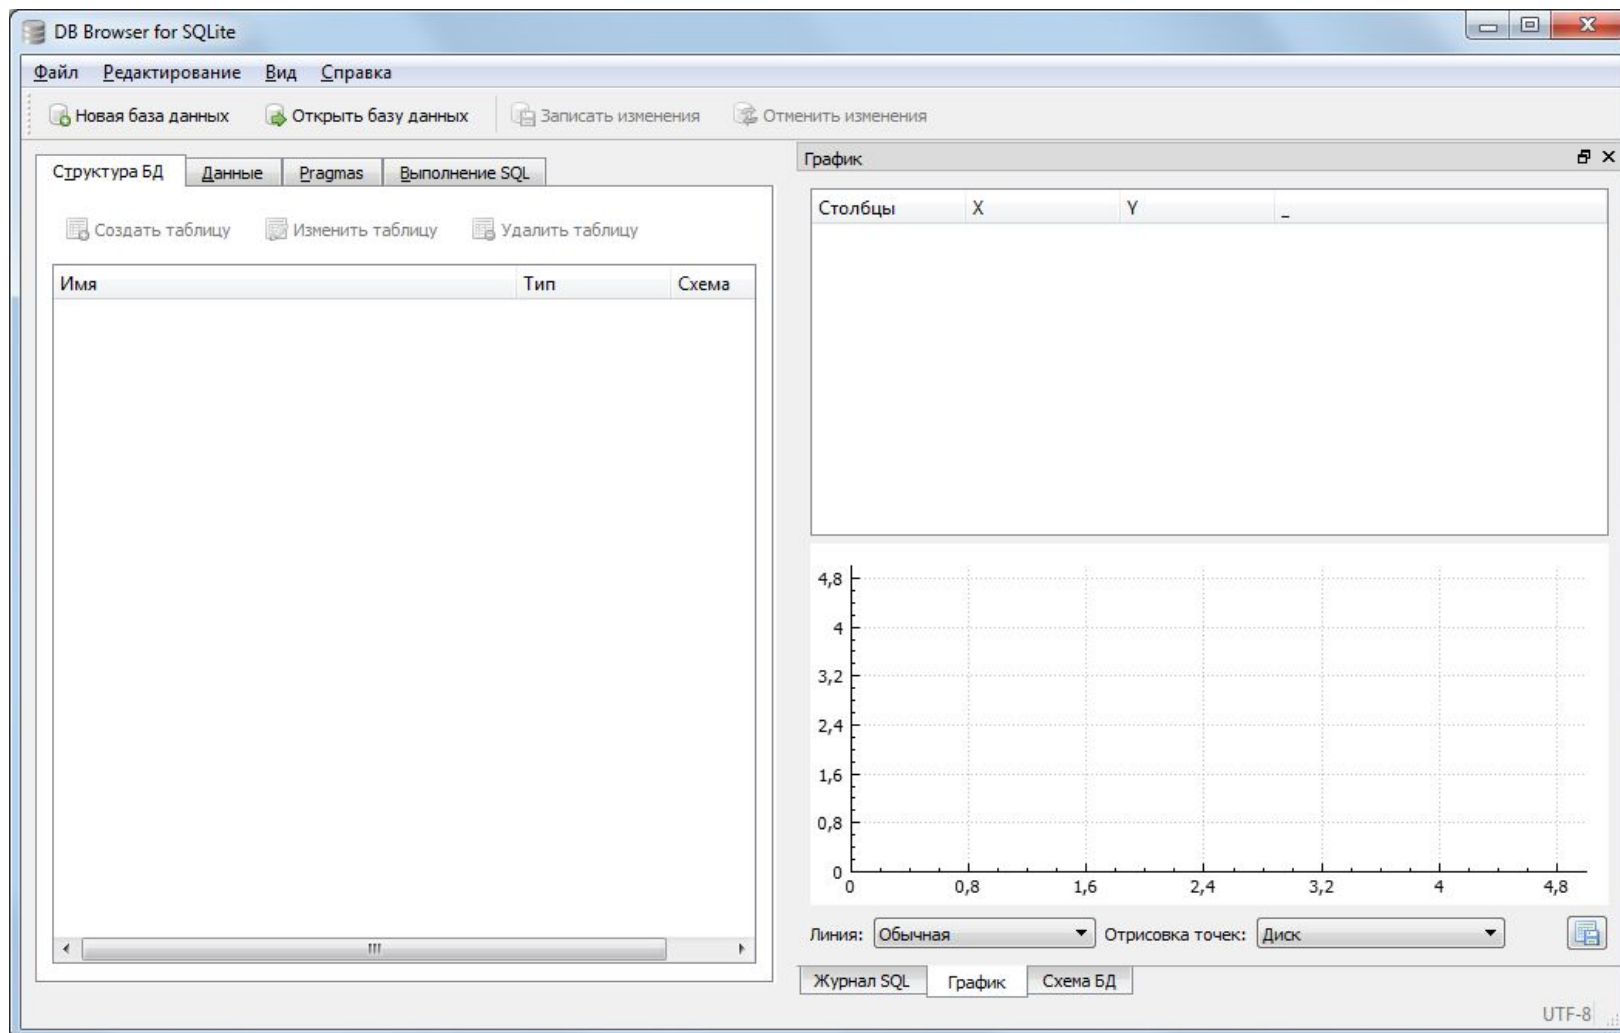 DB Browser for SQLite
Файл Редактирование Вид Справка
Новая база данных Открыть базу данных Записать изменения Отменить изменения
Структура БД Данные Pragmas Выполнение SQL
Создать таблицу Изменить таблицу Удалить таблицу
Имя Тип Схема
График
Столбцы X Y _
4,8
4
3,2
2,4
1,6
0,8
0
0 0,8 1,6 2,4 3,2 4 4,8
Линия: Обычная Отрисовка точек: Диск
Журнал SQL График Схема БД
UTF-8